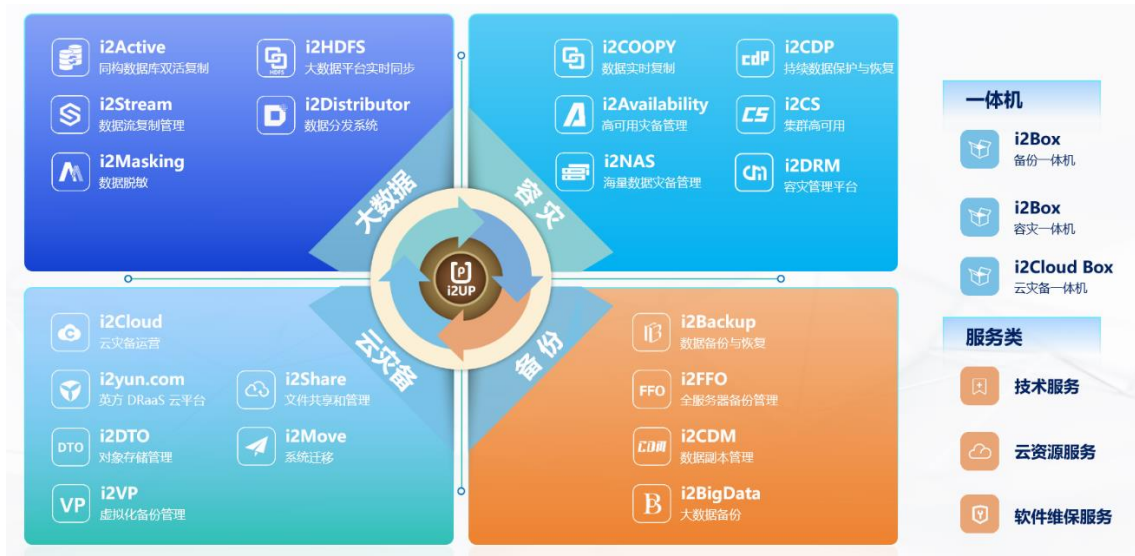 i2Active
同构数据库双活复制
i2HDFS
大数据平台实时同步
i2Stream
数据流复制管理
i2Distributor
数据分发系统
i2Masking
数据脱敏
大数据
i2COOPY
数据实时复制
i2CDP
持续数据保护与恢复
i2Availability
高可用灾备管理
i2CS
集群高可用
i2NAS
海量数据灾备管理
i2DRM
容灾管理平台
容灾
[P]
i2UP
i2Cloud
云灾备运营
i2yun.com
英方 DRaaS 云平台
i2Share
文件共享和管理
DTO
i2DTO
对象存储管理
i2Move
系统迁移
VP
i2VP
虚拟化备份管理
云灾备
i2Backup
数据备份与恢复
FFO
i2FFO
全服务器备份管理
i2CDM
数据副本管理
B
i2BigData
大数据备份
备份
一体机
i2Box
备份一体机
i2Box
容灾一体机
i2Cloud Box
云灾备一体机
服务类
技术服务
云资源服务
软件维保服务